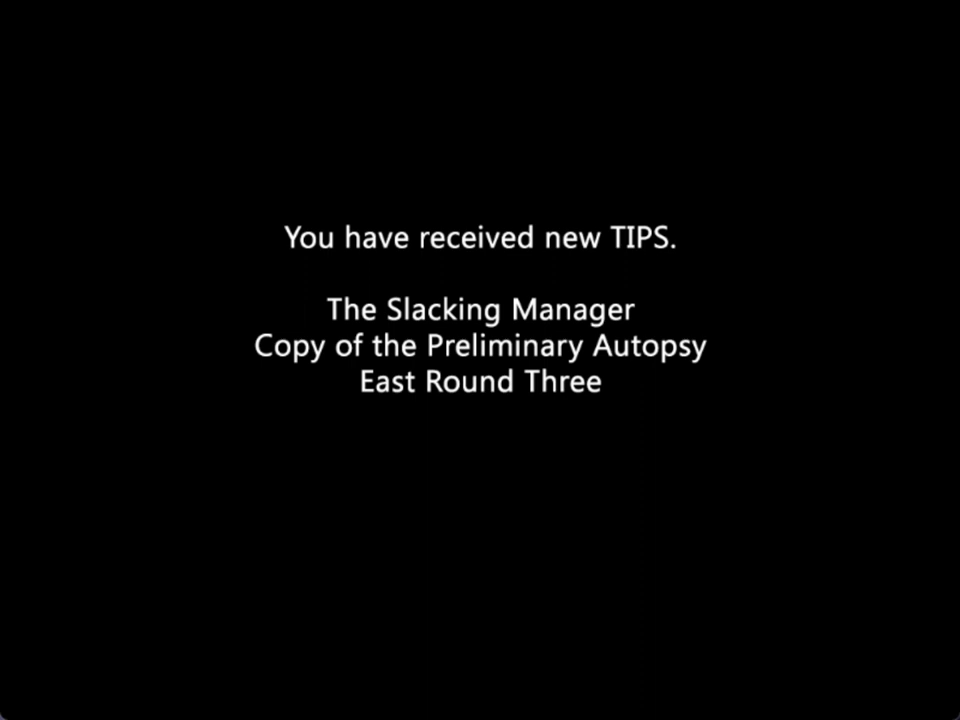 You have received new TIPS.
The Slacking Manager
Copy of the Preliminary Autopsy
East Round Three